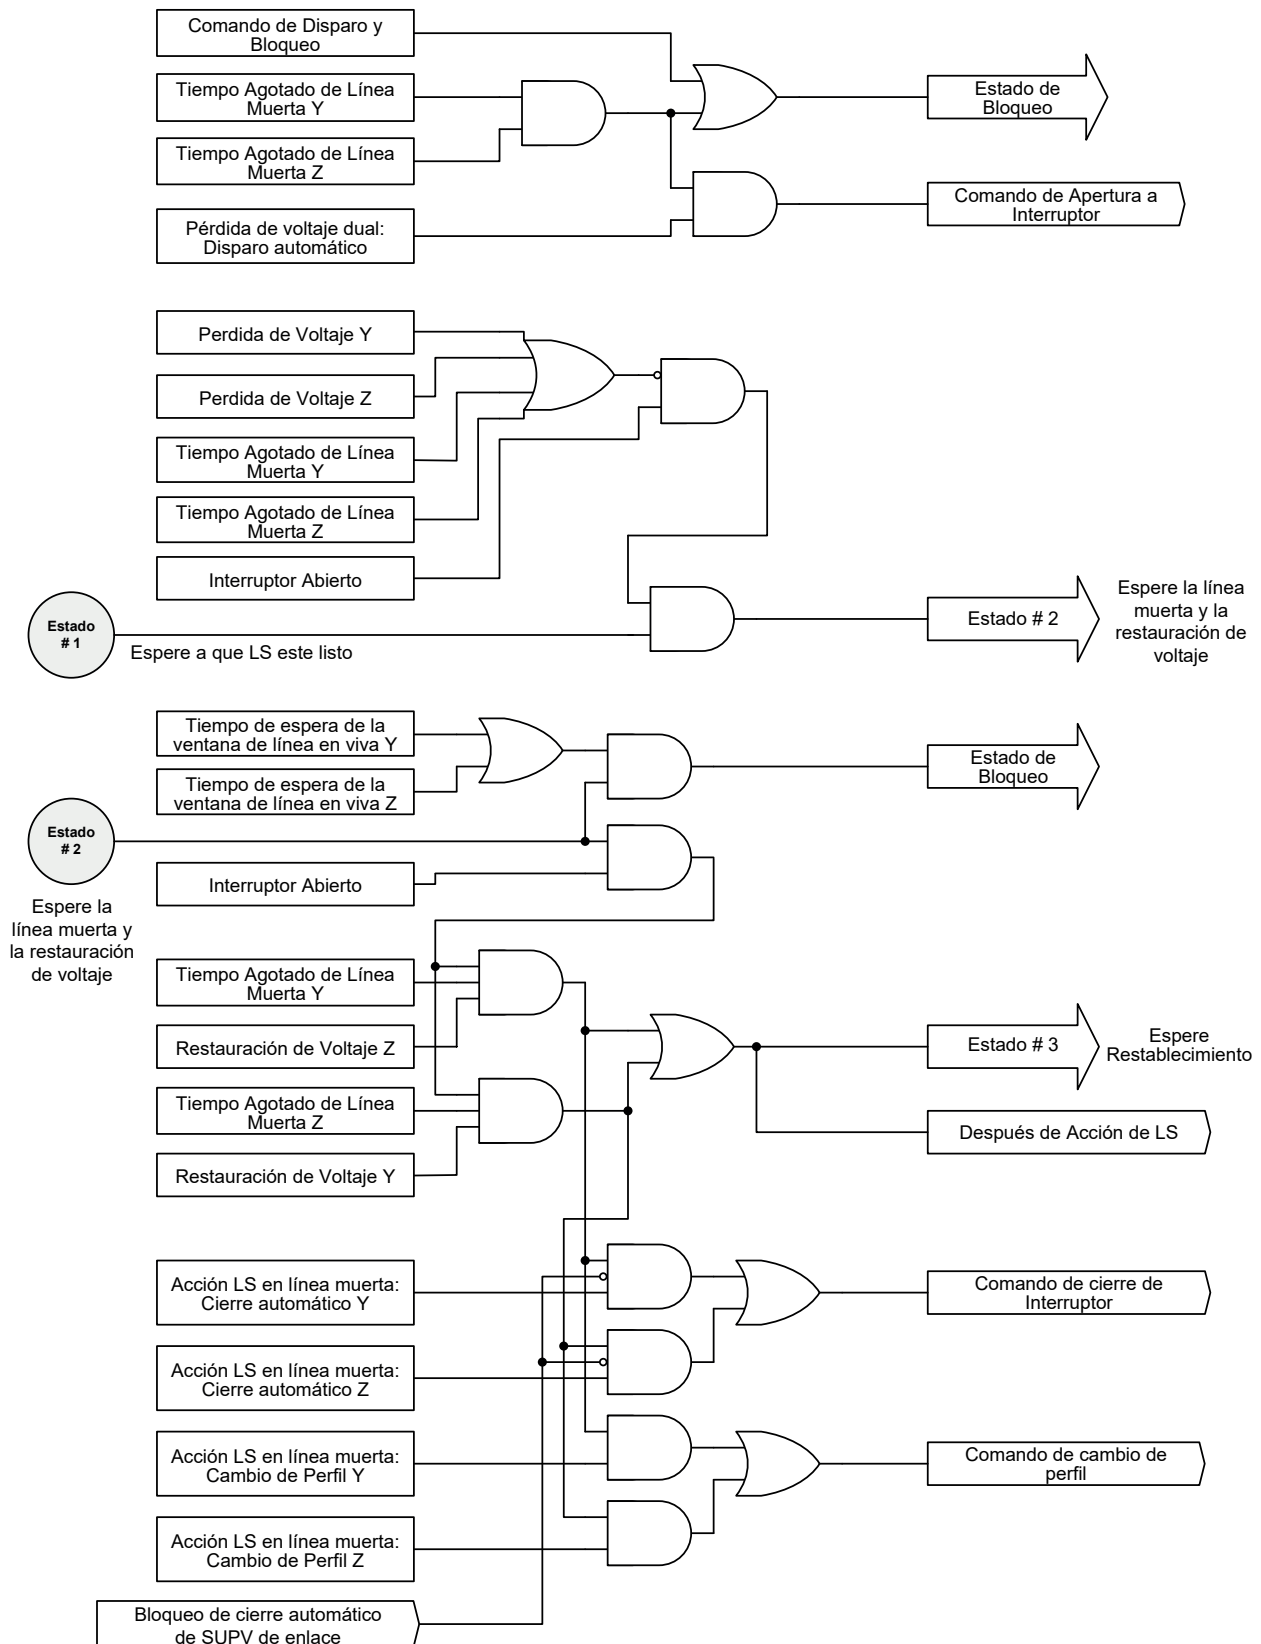 Comando de Disparo y
Bloqueo
Tiempo Agotado de Línea
Muerta Y
Estado de
Bloqueo
Tiempo Agotado de Línea
Muerta Z
Comando de Apertura a
Interruptor
Pérdida de voltaje dual:
Disparo automático
Perdida de Voltaje Y
Perdida de Voltaje Z
Tiempo Agotado de Línea
Muerta Y
Tiempo Agotado de Línea
Muerta Z
Interruptor Abierto
Estado
# 1
Espere a que LS este listo
Estado # 2
Espere la línea
muerta y la
restauración de
voltaje
Tiempo de espera de la
ventana de línea en viva Y
Tiempo de espera de la
ventana de línea en viva Z
Estado de
Bloqueo
Estado
# 2
Interruptor Abierto
Espere la
línea muerta y
la restauración
de voltaje
Tiempo Agotado de Línea
Muerta Y
Restauración de Voltaje Z
Estado # 3
Espere
Restablecimiento
Tiempo Agotado de Línea
Muerta Z
Después de Acción de LS
Restauración de Voltaje Y
Acción LS en línea muerta:
Cierre automático Y
Comando de cierre de
Interruptor
Acción LS en línea muerta:
Cierre automático Z
Acción LS en línea muerta:
Cambio de Perfil Y
Comando de cambio de
perfil
Acción LS en línea muerta:
Cambio de Perfil Z
Bloqueo de cierre automático
de SUPV de enlace